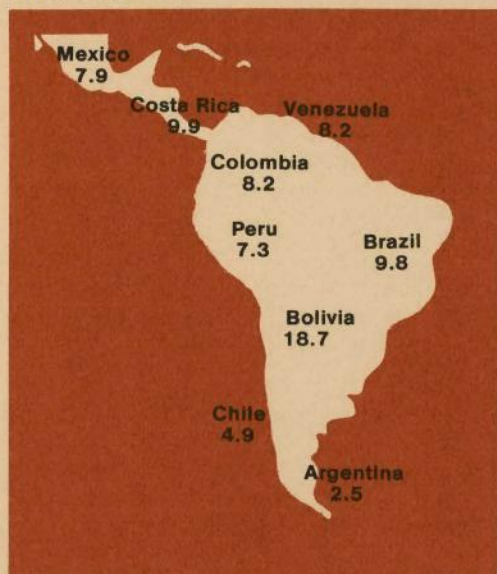 Mexico
7.9
Costa Rica
9.9
Venezuela
8.2
Colombia
8.2
Peru
7.3
Brazil
9.8
Bolivia
18.7
Chile
4.9
Argentina
2.5